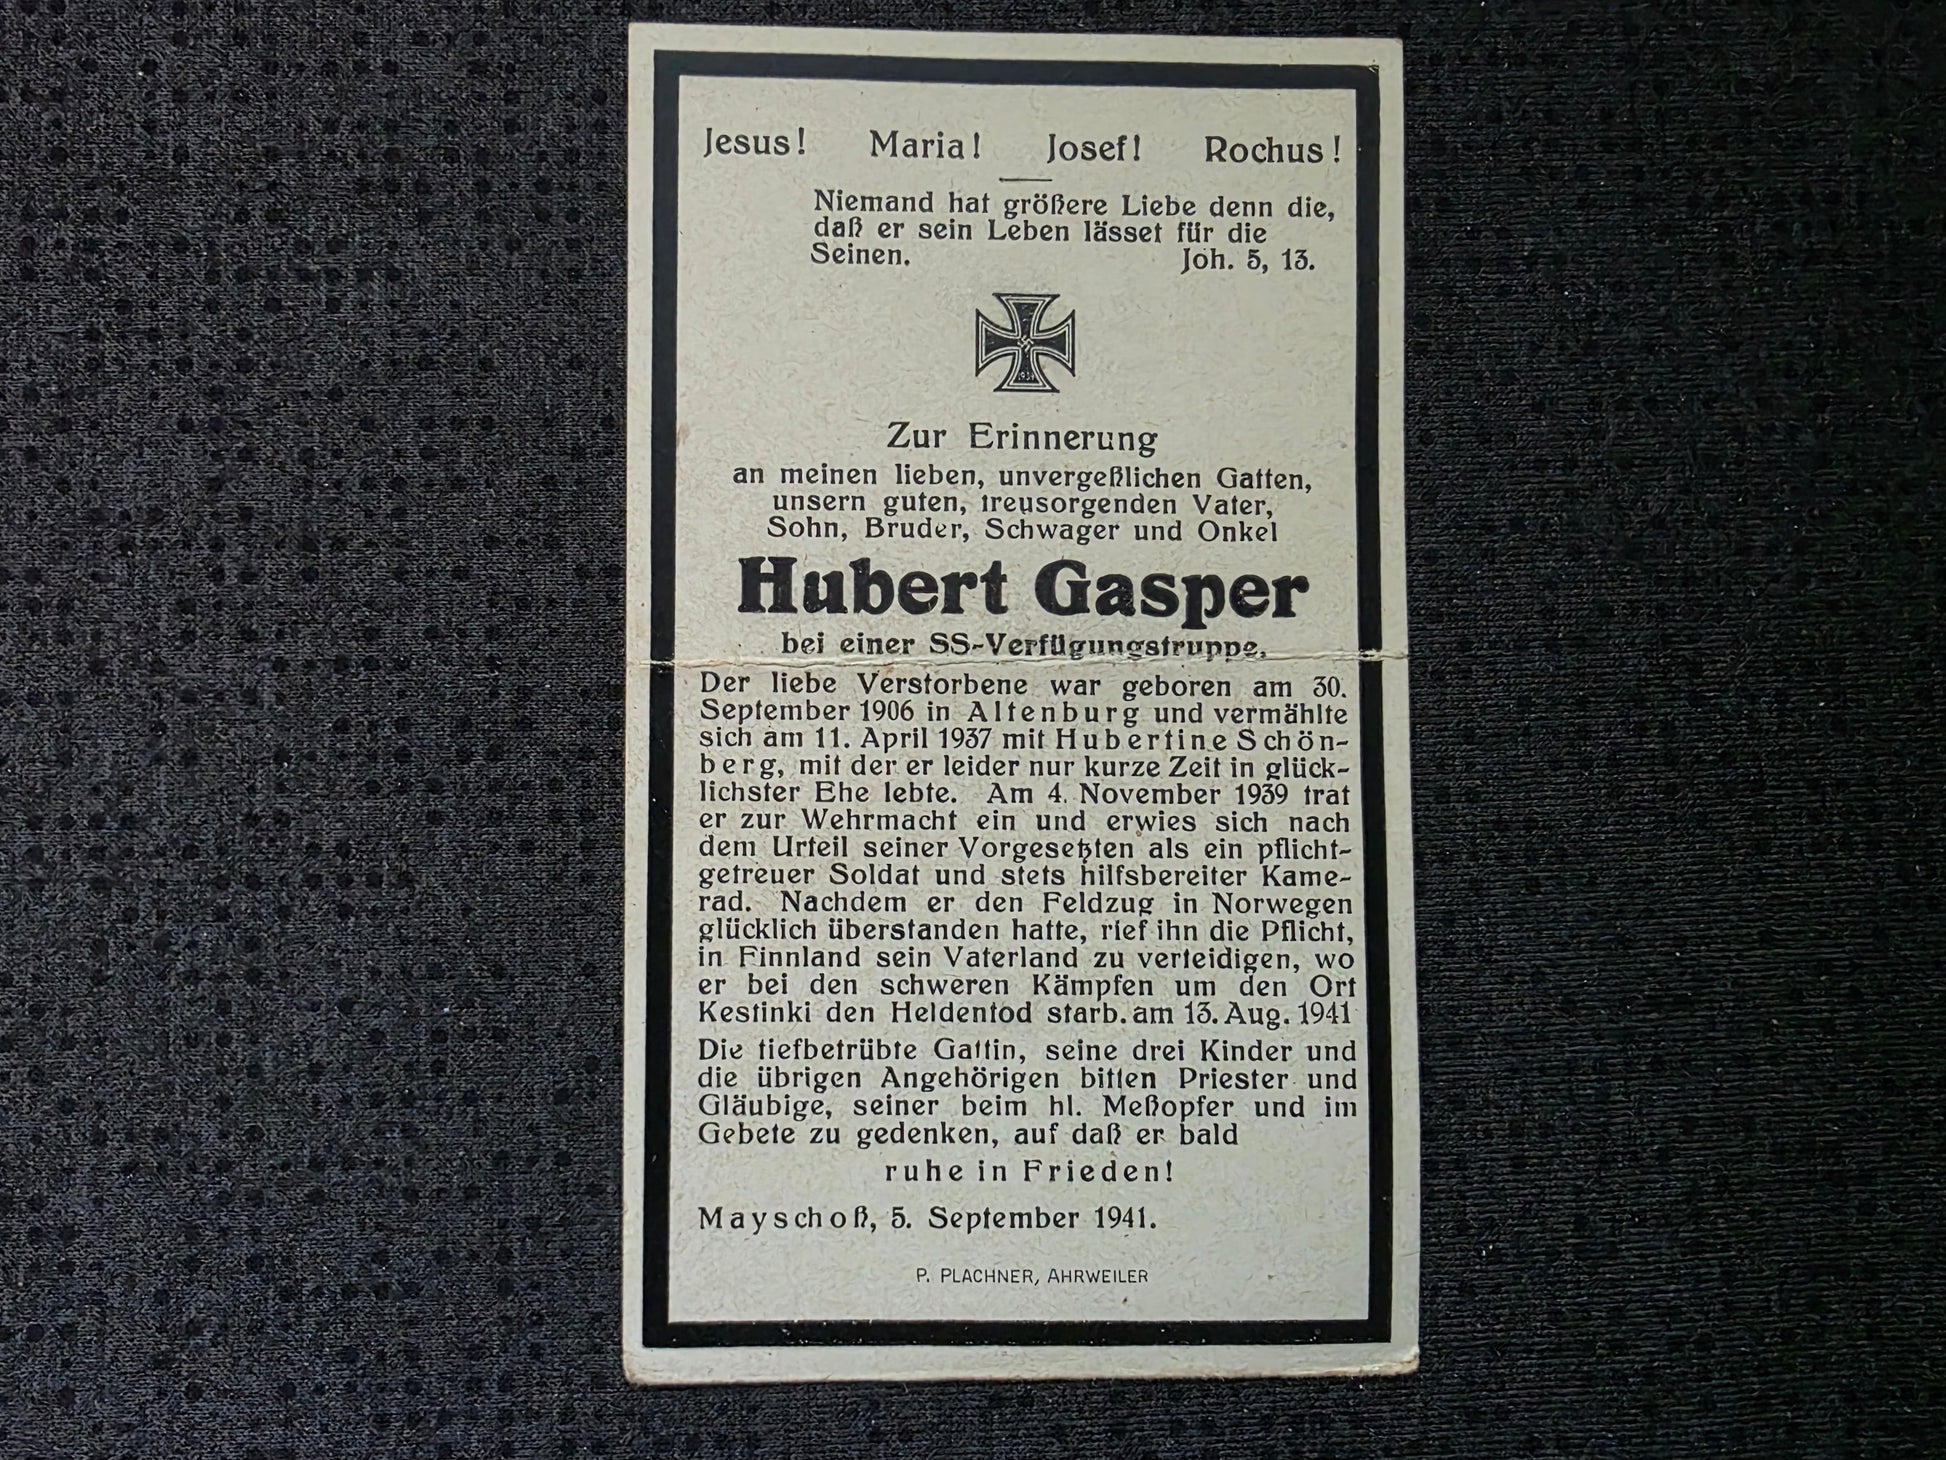 Jesus! Maria! Josef! Rochus!
Niemand hat größere Liebe denn die,
daß er sein Leben lässet für die
Seinen. Joh. 5, 13.
1939
Zur Erinnerung
an meinen lieben, unvergeßlichen Gatten,
unsern guten, treusorgenden Vater,
Sohn, Bruder, Schwager und Onkel
Hubert Gasper
bei einer SS-Verfügungstruppe.
Der liebe Verstorbene war geboren am 30.
September 1906 in Altenburg und vermählte
sich am 11. April 1937 mit Hubertine Schön-
berg, mit der er leider nur kurze Zeit in glück-
lichster Ehe lebte. Am 4. November 1939 trat
er zur Wehrmacht ein und erwies sich nach
dem Urteil seiner Vorgesetzten als ein pflicht-
getreuer Soldat und stets hilfsbereiter Kame-
rad. Nachdem er den Feldzug in Norwegen
glücklich überstanden hatte, rief ihn die Pflicht,
in Finnland sein Vaterland zu verteidigen, wo
er bei den schweren Kämpfen um den Ort
Kestinki den Heldentod starb. am 13. Aug. 1941
Die tiefbetrübte Gattin, seine drei Kinder und
die übrigen Angehörigen bitten Priester und
Gläubige, seiner beim hl. Meßopfer und im
Gebete zu gedenken, auf daß er bald
ruhe in Frieden!
Mayschoß, 5. September 1941.
P. PLACHNER, AHRWEILER